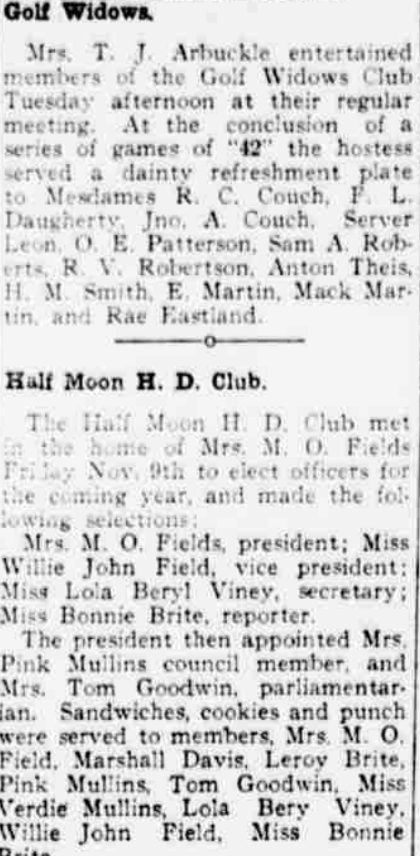 Golf Widows.
Mrs. T. J. Arbuckle entertained
members of the Golf Widows Club
Tuesday afternoon at their regular
meeting. At the conclusion of a
series of games of "42" the hostess
served a dainty refreshment plate
to Mesdames R. C. Couch, F. L.
Daugherty, Jno. A. Couch, Server
Leon, O. E. Patterson, Sam A. Rob-
erts, R. V. Robertson, Anton Theis,
H. M. Smith, E. Martin, Mack Mar-
tin, and Rae Eastland.
Half Moon H. D. Club.
The Half Moon H. D. Club met
in the home of Mrs. M. O. Fields
Friday Nov. 9th to elect officers for
the coming year, and made the fol-
lowing selections:
Mrs. M. O. Fields, president; Miss
Willie John Field, vice president;
Miss Lola Beryl Viney, secretary;
Miss Bonnie Brite, reporter.
The president then appointed Mrs.
Pink Mullins council member, and
Mrs. Tom Goodwin, parliamentar-
ian. Sandwiches, cookies and punch
were served to members, Mrs. M. O.
Field, Marshall Davis, Leroy Brite,
Pink Mullins, Tom Goodwin, Miss
Verdie Mullins, Lola Bery Viney,
Willie John Field, Miss Bonnie
Brite